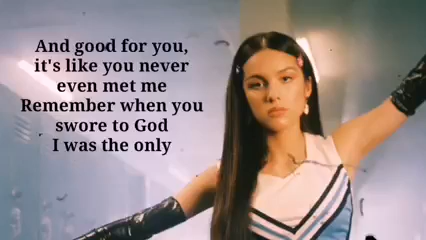 And good for you,
it's like you never
even met me
Remember when you
swore to God
I was the only